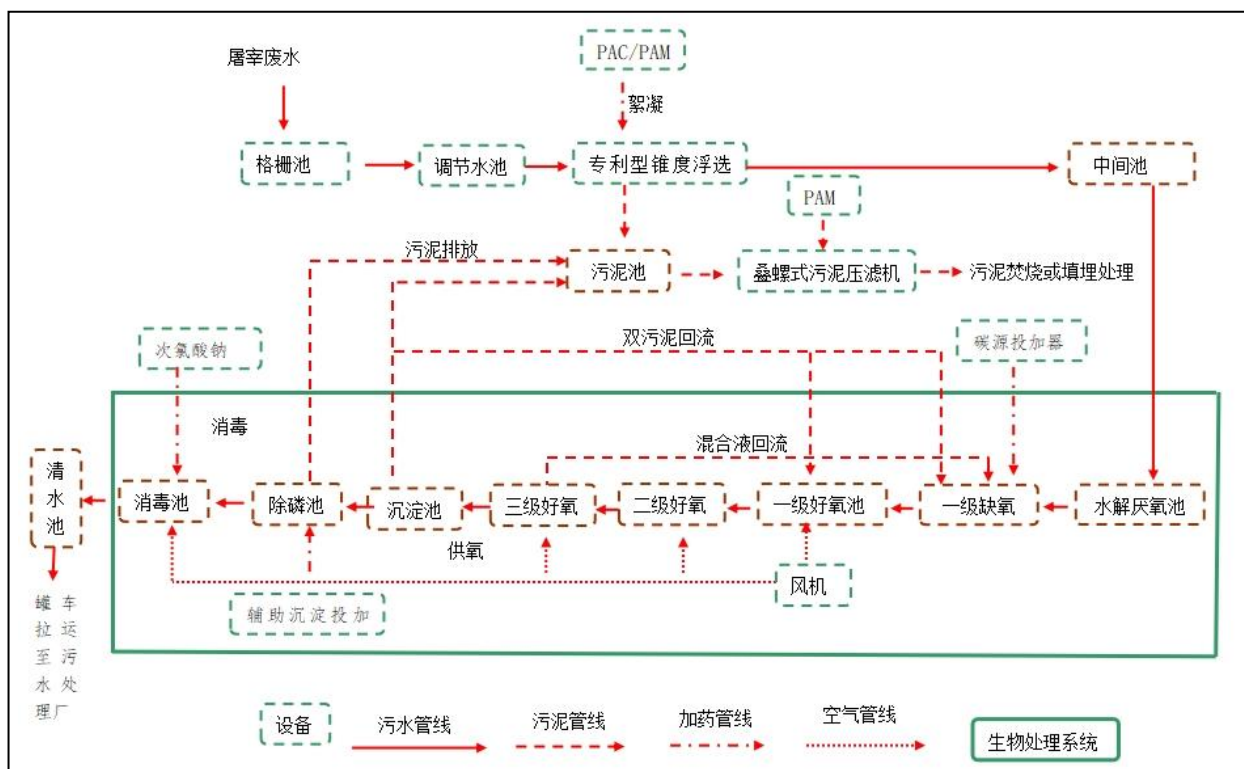 屠宰废水
PAC/PAM
絮凝
格栅池
调节水池
专利型锥度浮选
中间池
PAM
污泥排放
污泥池
叠螺式污泥压滤机
污泥焚烧或填埋处理
次氯酸钠
双污泥回流
碳源投加器
消毒
混合液回流
清水池
消毒池
除磷池
沉淀池
三级好氧
二级好氧
一级好氧池
一级缺氧
水解厌氧池
供氧
风机
辅助沉淀投加
罐车
拉运
至污
水处
理厂
设备
污水管线
污泥管线
加药管线
空气管线
生物处理系统